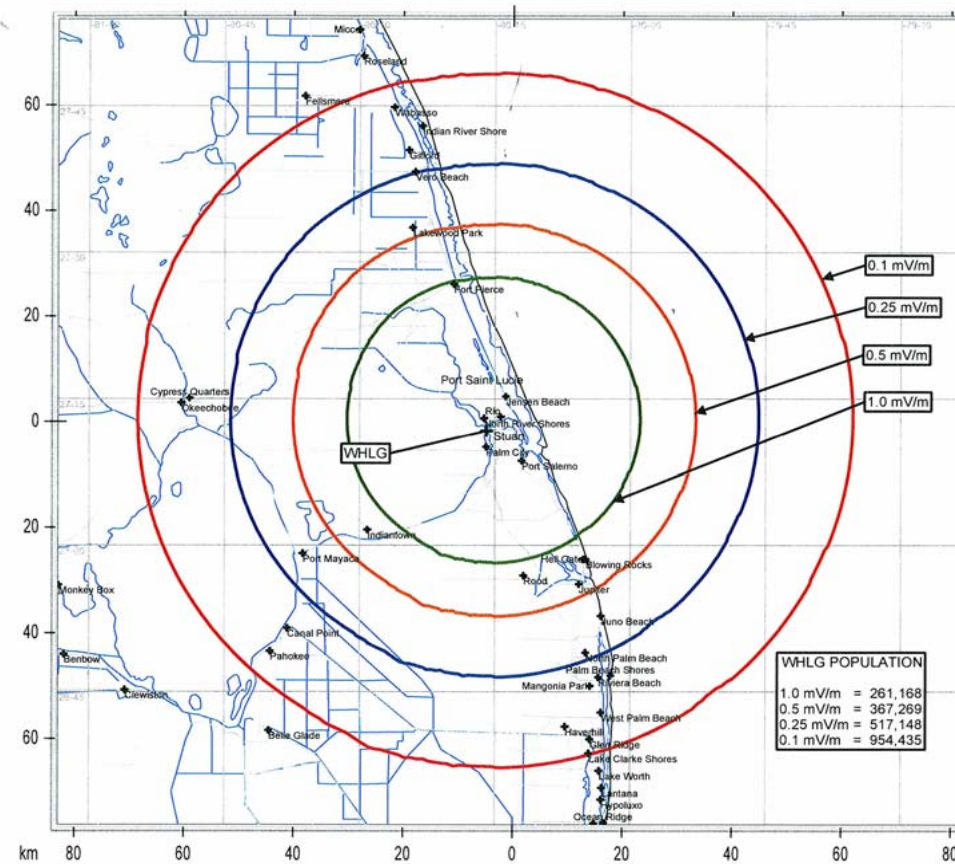 Micco
Roseland
60
Fellsmere
Wabasso
27-45
Indian River Shore
Gifford
Vero Beach
40
Lakewood Park
0.1 mV/m
Fort Pierce
20
0.25 mV/m
0.5 mV/m
Port Saint Lucie
Cypress Quarters
1.0 mV/m
Okeechobee
27-15
Jensen Beach
Rio
0
North River Shores
Stuart
WHLG
Palm City
Port Salerno
20
Indiantown
Port Mayaca
Hell Gate
Blowing Rocks
Rood
Jupiter
Monkey Box
Juno Beach
40
Canal Point
Benbow
Pahokee
North Palm Beach
WHLG POPULATION
Palm Beach Shores
Riviera Beach
Mangonia Park
Clewiston
26-45
1.0 mV/m = 261,168
0.5 mV/m = 367,269
0.25 mV/m = 517,148
0.1 mV/m = 954,435
West Palm Beach
60
Belle Glade
Haverhill
Glen Ridge
Lake Clarke Shores
Lake Worth
Lantana
Hypoluxo
Ocean Ridge
km 80 60 40 20 0 20 40 60 80